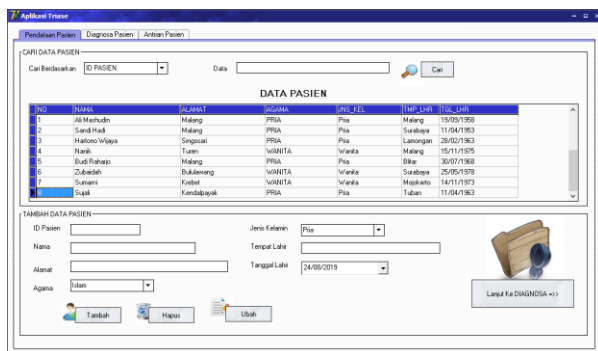 Aplikasi Triase
Pendataan Pasien Diagnosa Pasien Antrian Pasien
CARI DATA PASIEN
Cari Berdasarkan ID PASIEN Data Cari
DATA PASIEN
NO NAMA ALAMAT AGAMA JNS_KEL TMP_LHR TGL_LHR
1 Ali Mashudin Malang PRIA Pria Malang 19/09/1958
2 Sandi Hadi Malang PRIA Pria Surabaya 11/04/1953
3 Hartono Wijaya Singosari PRIA Pria Lamongan 28/02/1963
4 Nanik Turen WANITA Wanita Malang 15/11/1975
5 Budi Raharjo Malang PRIA Pria Blitar 30/07/1968
6 Zubaidah Bululawang WANITA Wanita Surabaya 25/05/1978
7 Sumarni Krebet WANITA Wanita Mojokerto 14/11/1973
Sujak Kendalpayak PRIA Pria Tuban 11/04/1963
TAMBAH DATA PASIEN
ID Pasien Jenis Kelamin Pria
Nama Tempat Lahir
Alamat Tanggal Lahir 24/08/2019
Agama Islam
Tambah Hapus Ubah Lanjut Ke DIAGNOSA =>>